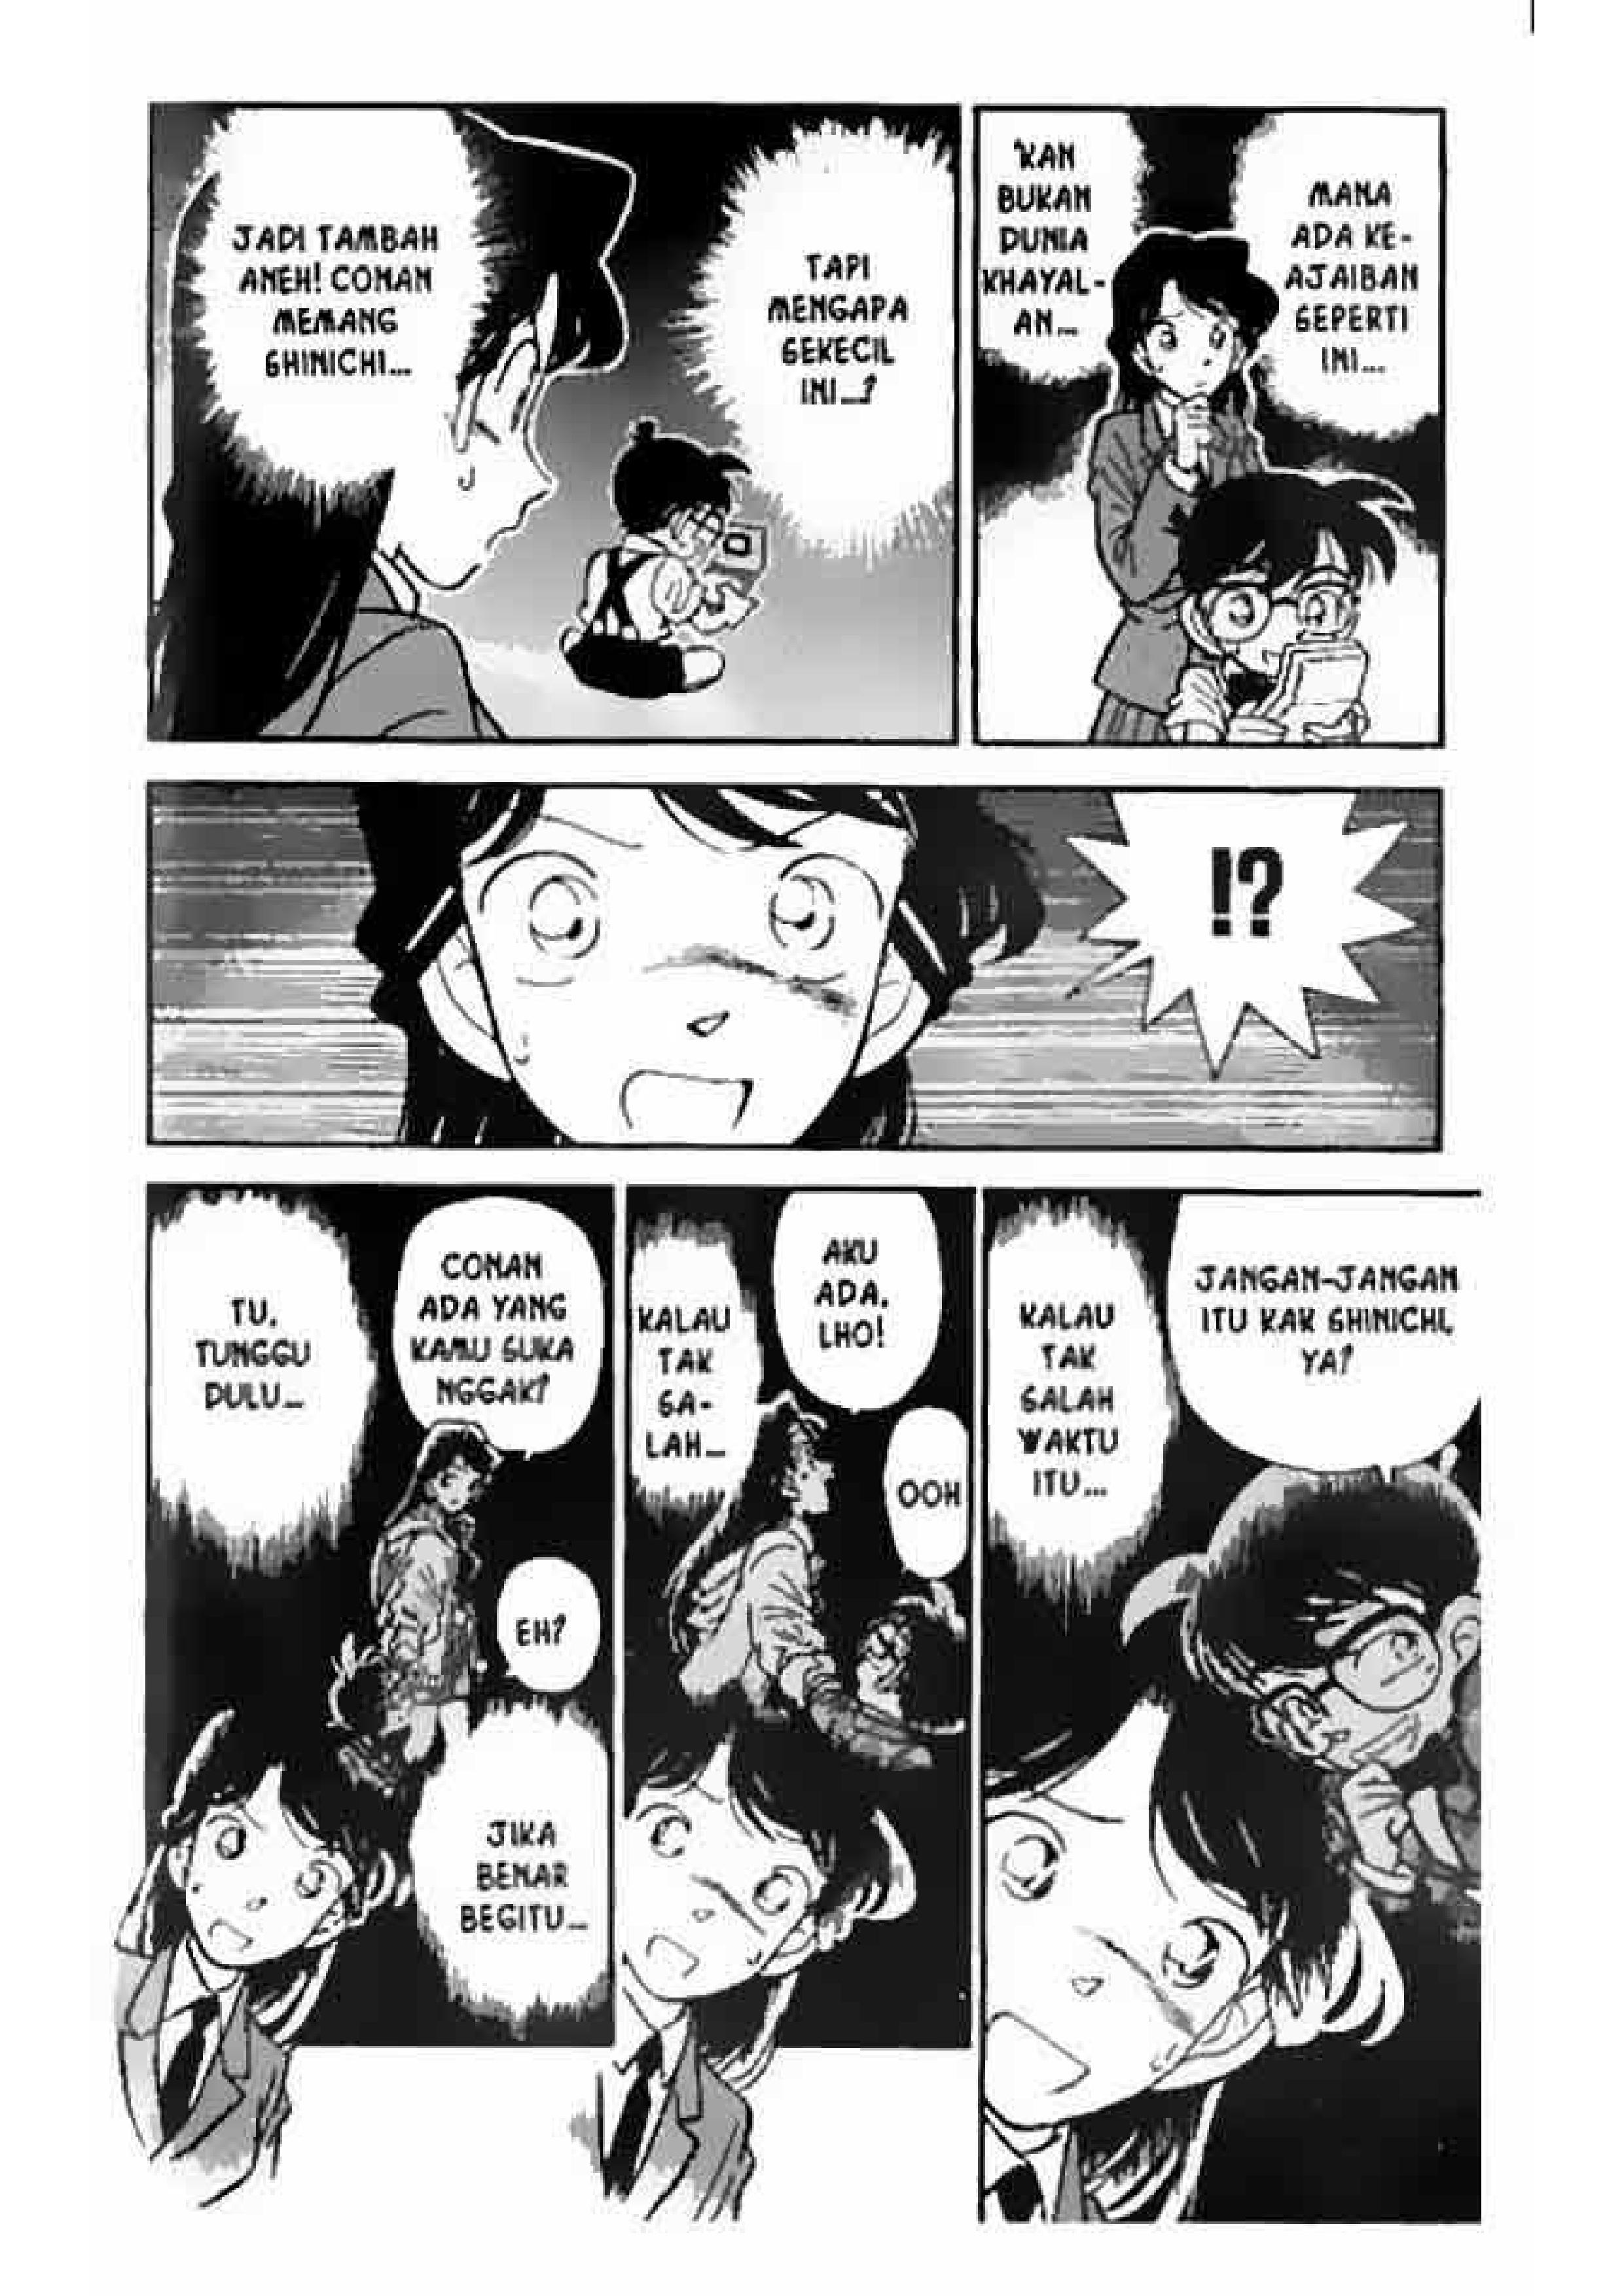 MANA
ADA KE-
AJAIBAN
SEPERTI
INI...
'KAN
BUKAN
DUNIA
KHAYAL-
AN...
TAPI
MENGAPA
SEKECIL
INI...?
JADI TAMBAH
ANEH! CONAN
MEMANG
SHINICHI...
!?
JANGAN-JANGAN
ITU KAK SHINICHI,
YA?
KALAU
TAK
SALAH
WAKTU
ITU...
AKU
ADA,
LHO!
OOH
KALAU
TAK
SA-
LAH...
CONAN
ADA YANG
KAMU SUKA
NGGAK?
EH?
TU,
TUNGGU
DULU...
JIKA
BENAR
BEGITU...